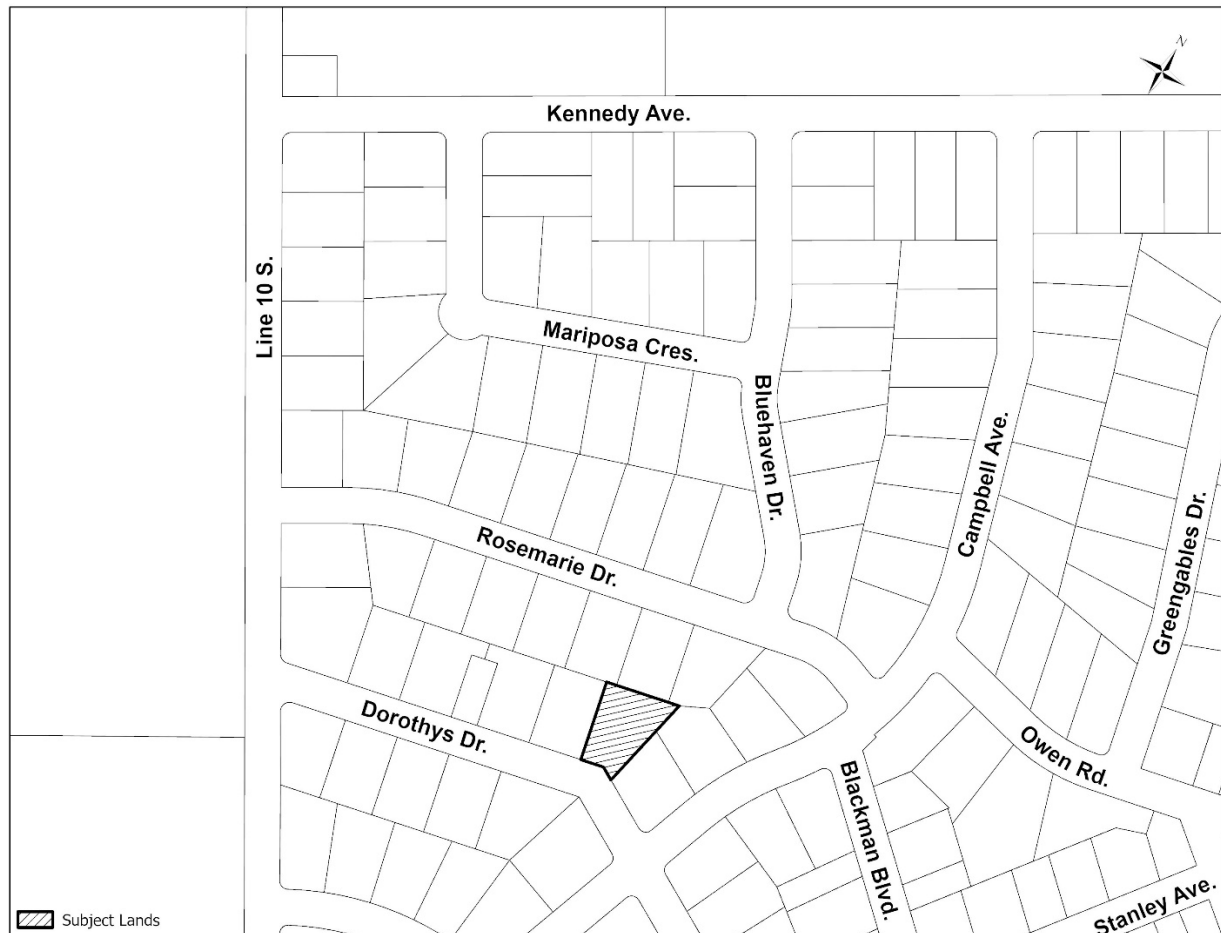 N
Kennedy Ave.
Line 10 S.
Mariposa Cres.
Bluehaven Dr.
Campbell Ave.
Rosemarie Dr.
Greengables Dr.
Dorothys Dr.
Owen Rd.
Blackman Blvd.
Stanley Ave.
Subject Lands